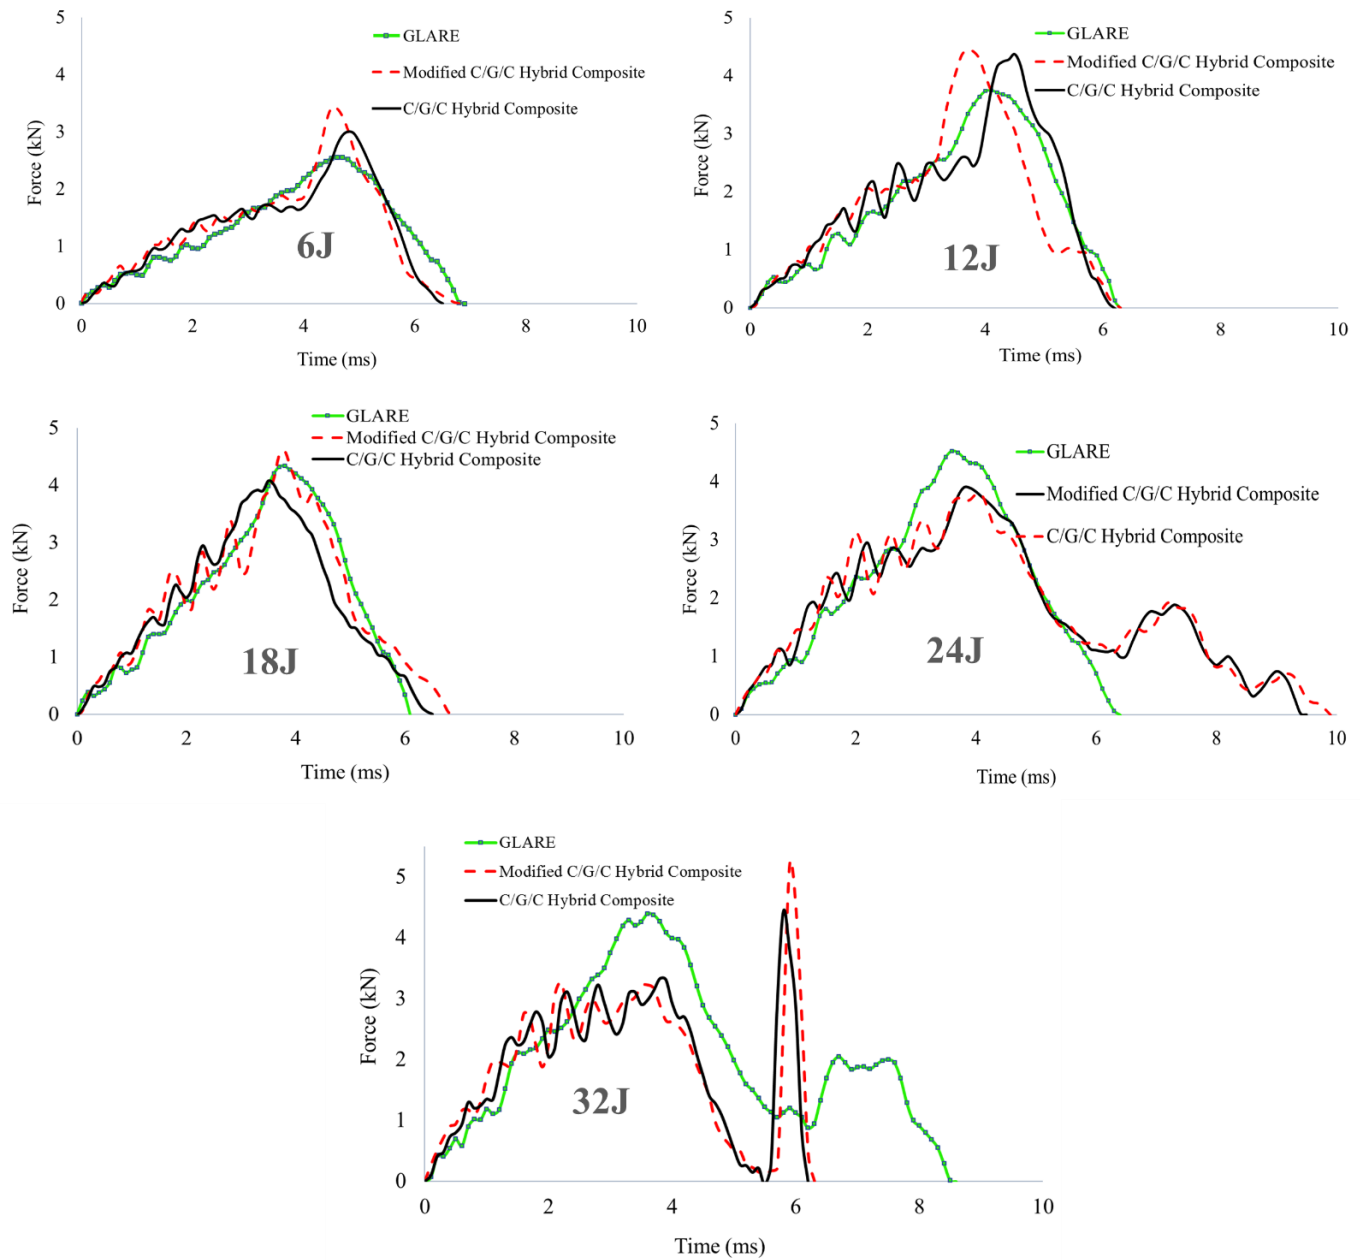 5
4
3
2
1
0
Force (kN)
GLARE
Modified C/G/C Hybrid Composite
C/G/C Hybrid Composite
6J
0 2 4 6 8 10
Time (ms)
5
4
3
2
1
0
Force (kN)
GLARE
Modified C/G/C Hybrid Composite
C/G/C Hybrid Composite
12J
0 2 4 6 8 10
Time (ms)
5
4
3
2
1
0
Force (kN)
GLARE
Modified C/G/C Hybrid Composite
C/G/C Hybrid Composite
18J
0 2 4 6 8 10
Time (ms)
5
4
3
2
1
0
Force (kN)
GLARE
Modified C/G/C Hybrid Composite
C/G/C Hybrid Composite
24J
0 2 4 6 8 10
Time (ms)
5
4
3
2
1
0
Force (kN)
GLARE
Modified C/G/C Hybrid Composite
C/G/C Hybrid Composite
32J
0 2 4 6 8 10
Time (ms)